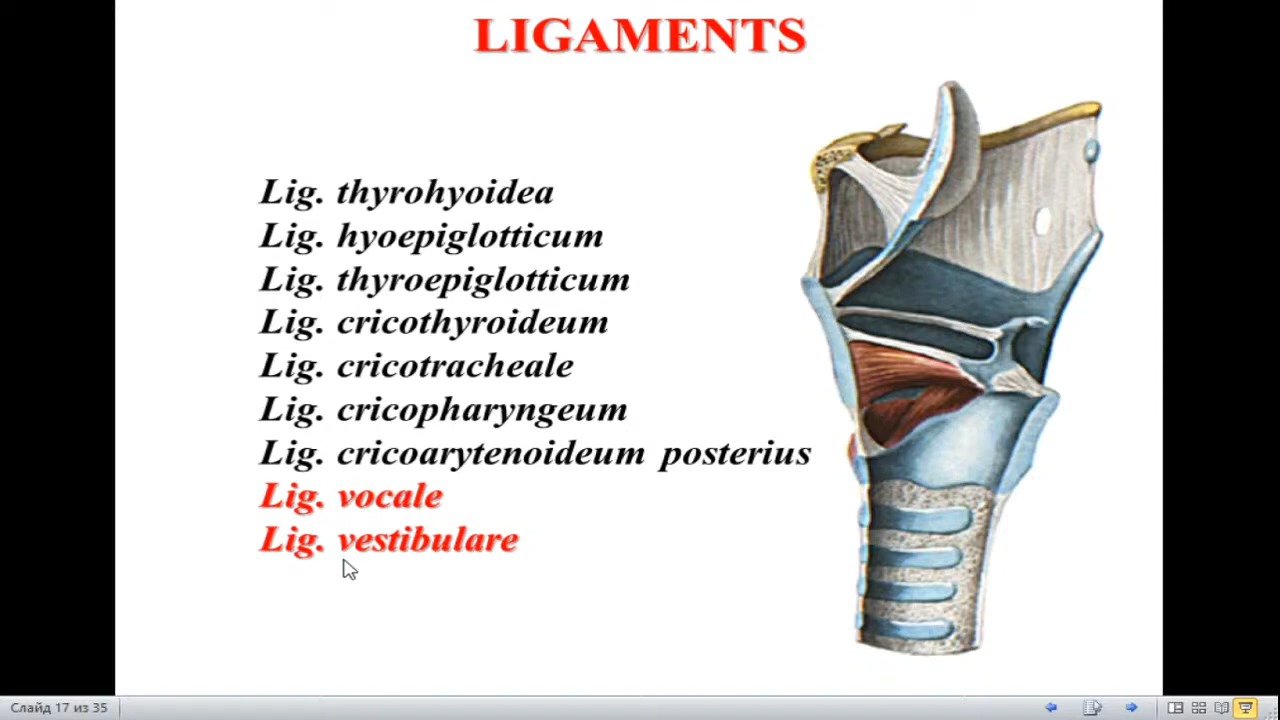 LIGAMENTS
Lig. thyrohyoidea
Lig. hyoepiglotticum
Lig. thyroepiglotticum
Lig. cricothyroideum
Lig. cricotracheale
Lig. cricopharyngeum
Lig. cricoarytenoideum posterius
Lig. vocale
Lig. vestibulare
Слайд 17 из 35